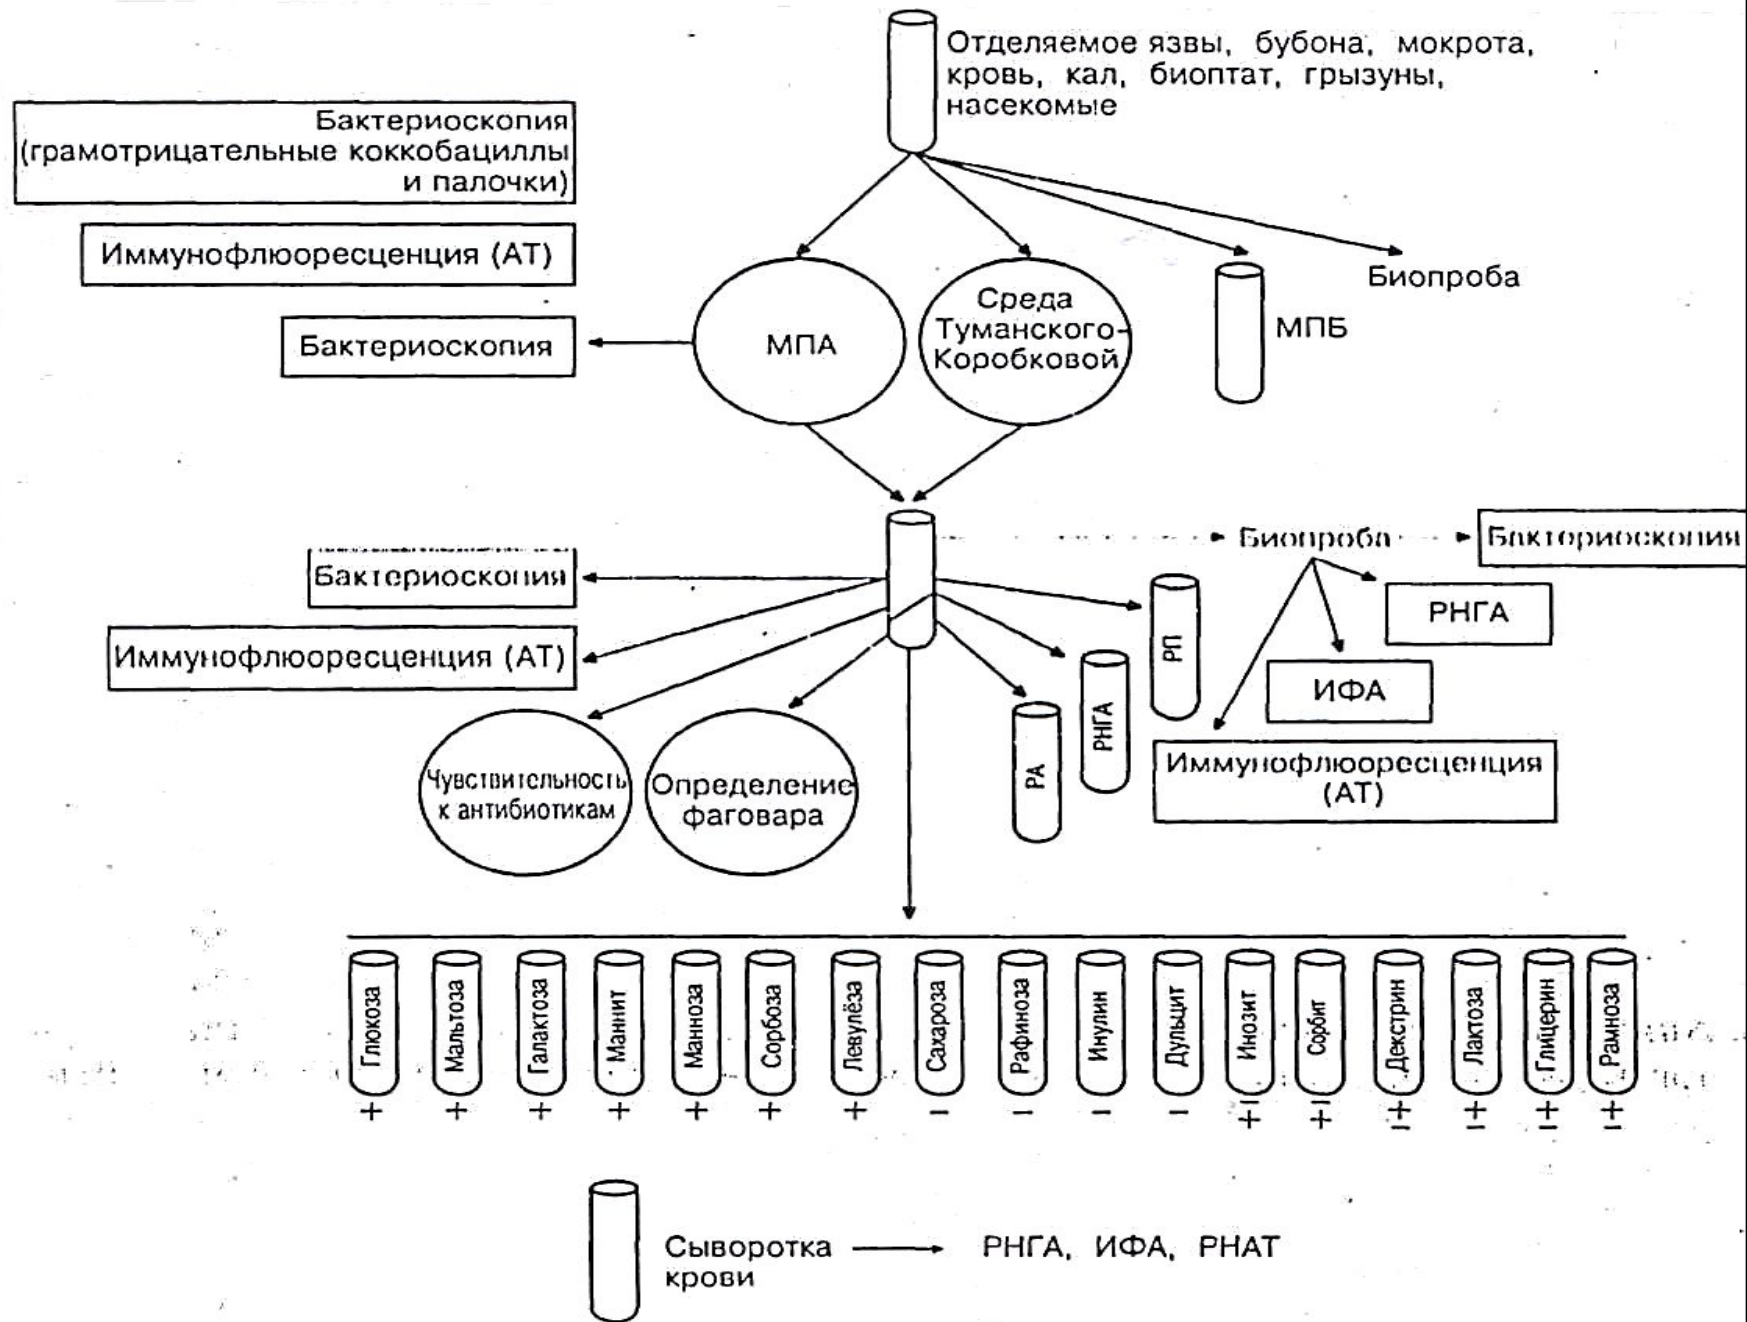 Отделяемое язвы, бубона, мокрота,
кровь, кал, биоптат, грызуны,
насекомые
Бактериоскопия
(грамотрицательные коккобациллы
и палочки)
Иммунофлюоресценция (АТ)
Бактериоскопия
МПА
Среда
Туманского-
Коробковой
МПБ
Биопроба
Биопроба
Бактериоскопия
Бактериоскопия
Иммунофлюоресценция (АТ)
Чувствительность
к антибиотикам
Определение
фаговара
РА
РНГА
РП
РНГА
ИФА
Иммунофлюоресценция
(АТ)
Глюкоза
Мальтоза
Галактоза
Маннит
Манноза
Сорбоза
Левулёза
Сахароза
Рафиноза
Инулин
Дульцит
Инозит
Сорбит
Декстрин
Лактоза
Глицерин
Рамноза
+ + + + + + + − − − − +− +− −+ −+ −+ −+
Сыворотка
крови
РНГА, ИФА, РНАТ